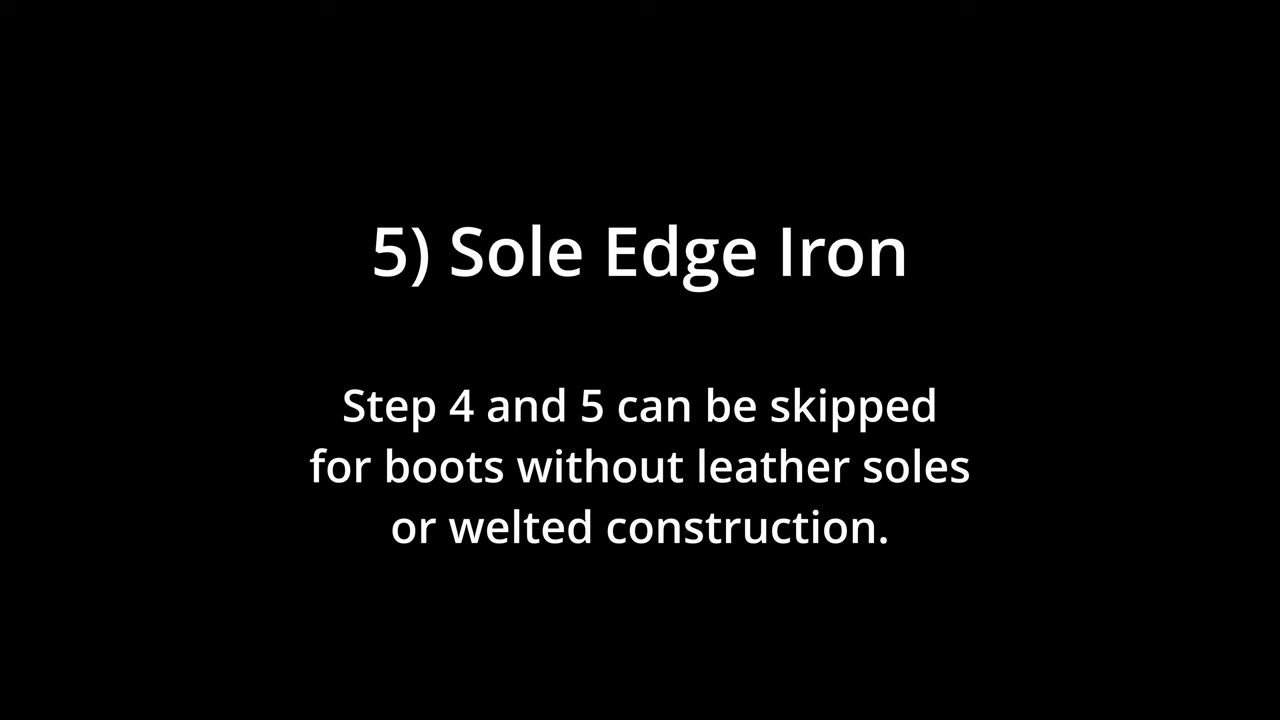 5) Sole Edge Iron
Step 4 and 5 can be skipped
for boots without leather soles
or welted construction.